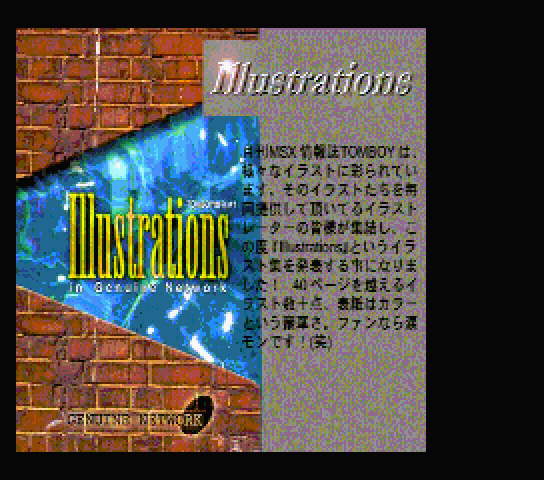 Illustrations
月刊MSX 情報誌TOMBOY は、
様々なイラストに彩られてい
ます。そのイラストたちを毎
回提供して頂いてるイラスト
レーターの皆様が集結し、こ
の度『Illustrations』というイラ
スト集を発表する事になりま
した! 40ページを越えるイ
ラスト数十点、表紙はカラー
という豪華さ。ファンなら涙
モンです!(笑)
Illustrations
in Genuine Network
GENUINE NETWORK